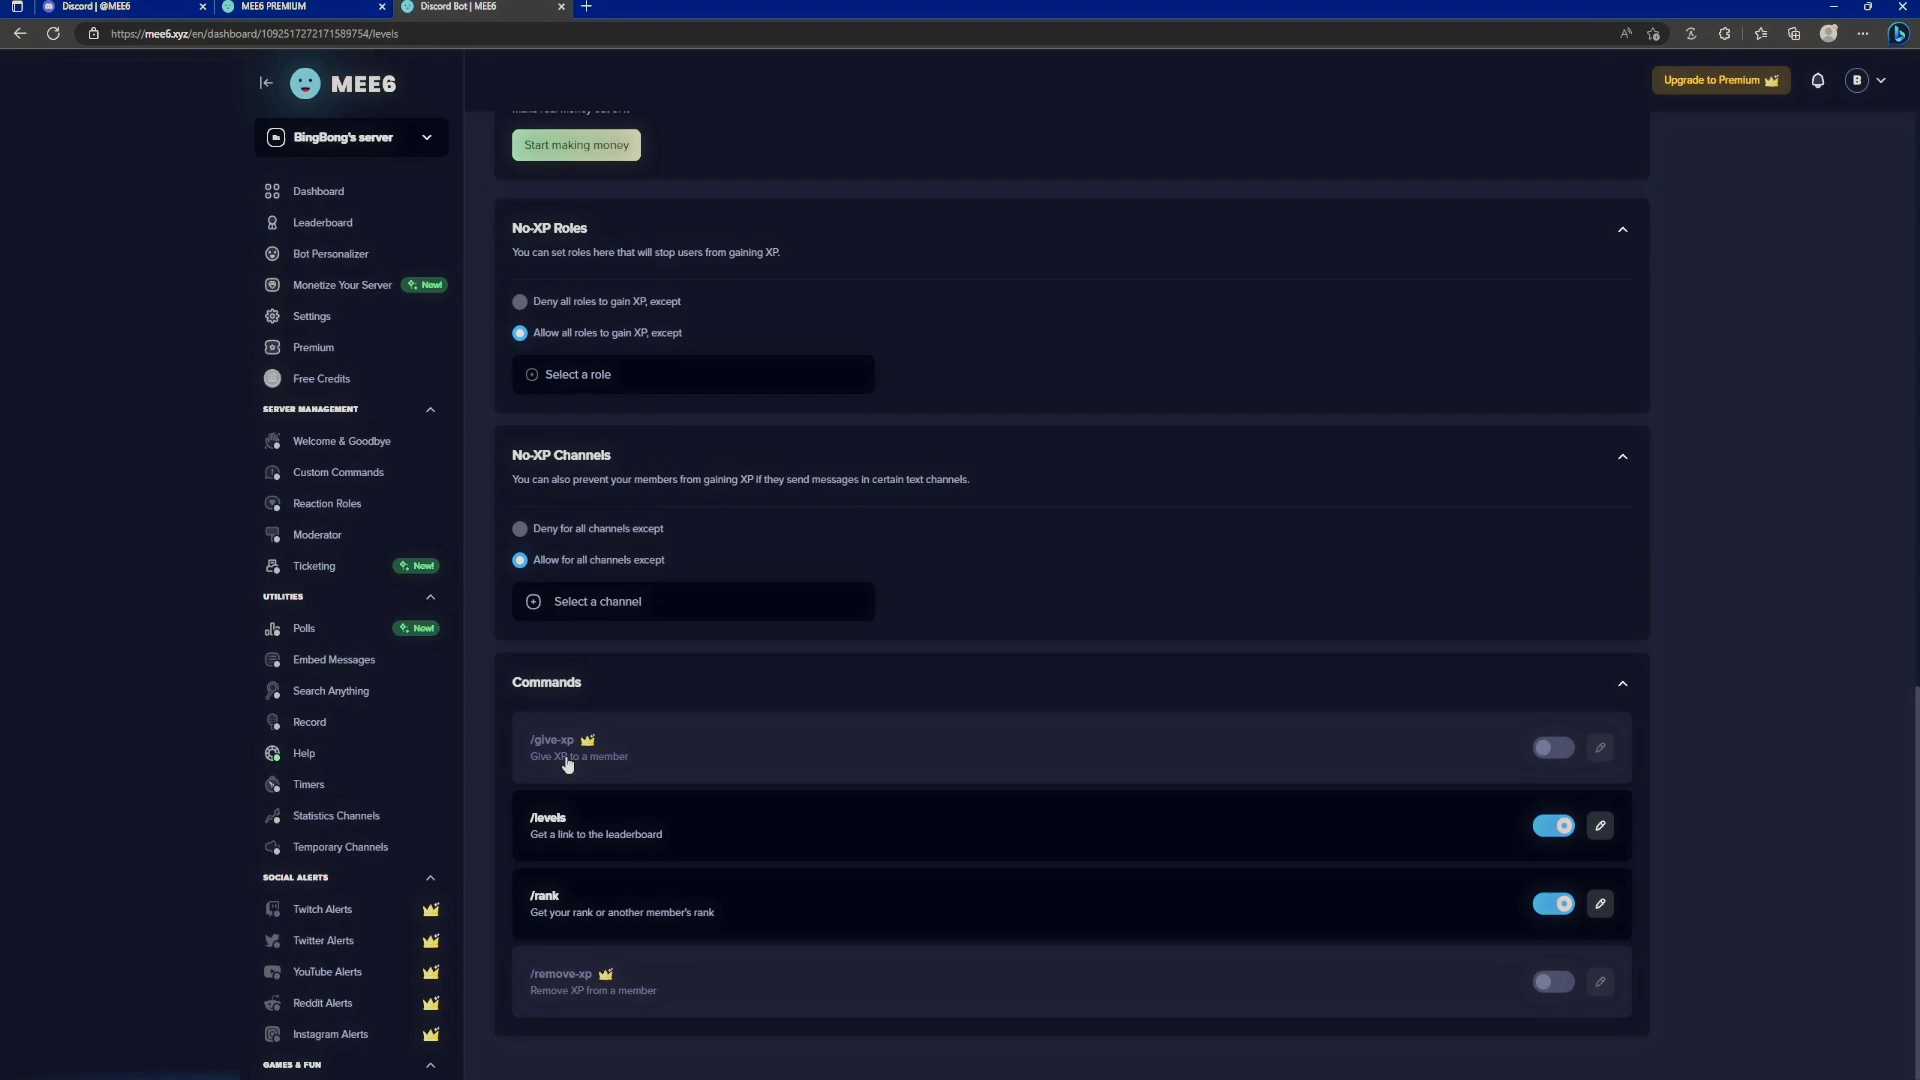 Discord | @MEE6
MEE6 PREMIUM
Discord Bot | MEE6
https://mee6.xyz/en/dashboard/1092517272171589754/levels
MEE6
Upgrade to Premium
B
BingBong's server
Dashboard
Leaderboard
Bot Personalizer
Monetize Your Server
New!
Settings
Premium
Free Credits
SERVER MANAGEMENT
Welcome & Goodbye
Custom Commands
Reaction Roles
Moderator
Ticketing
New!
UTILITIES
Polls
New!
Embed Messages
Search Anything
Record
Help
Timers
Statistics Channels
Temporary Channels
SOCIAL ALERTS
Twitch Alerts
Twitter Alerts
YouTube Alerts
Reddit Alerts
Instagram Alerts
GAMES & FUN
Start making money
No-XP Roles
You can set roles here that will stop users from gaining XP.
Deny all roles to gain XP, except
Allow all roles to gain XP, except
Select a role
No-XP Channels
You can also prevent your members from gaining XP if they send messages in certain text channels.
Deny for all channels except
Allow for all channels except
Select a channel
Commands
/give-xp
Give XP to a member
/levels
Get a link to the leaderboard
/rank
Get your rank or another member's rank
/remove-xp
Remove XP from a member